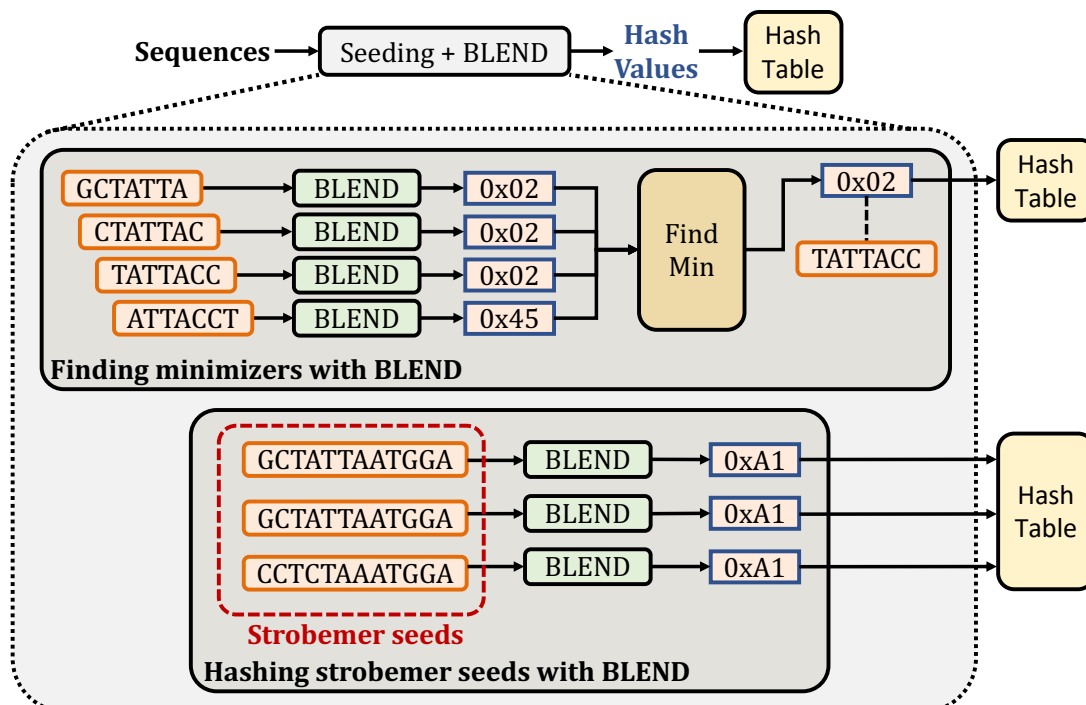 Sequences
Seeding + BLEND
Hash
Values
Hash
Table
GCTATTA
BLEND
0x02
CTATTAC
BLEND
0x02
TATTACC
BLEND
0x02
ATTACCT
BLEND
0x45
Find
Min
0x02
TATTACC
Hash
Table
Finding minimizers with BLEND
GCTATTAATGGA
BLEND
0xA1
GCTATTAATGGA
BLEND
0xA1
CCTCTAAATGGA
BLEND
0xA1
Hash
Table
Strobemer seeds
Hashing strobemer seeds with BLEND